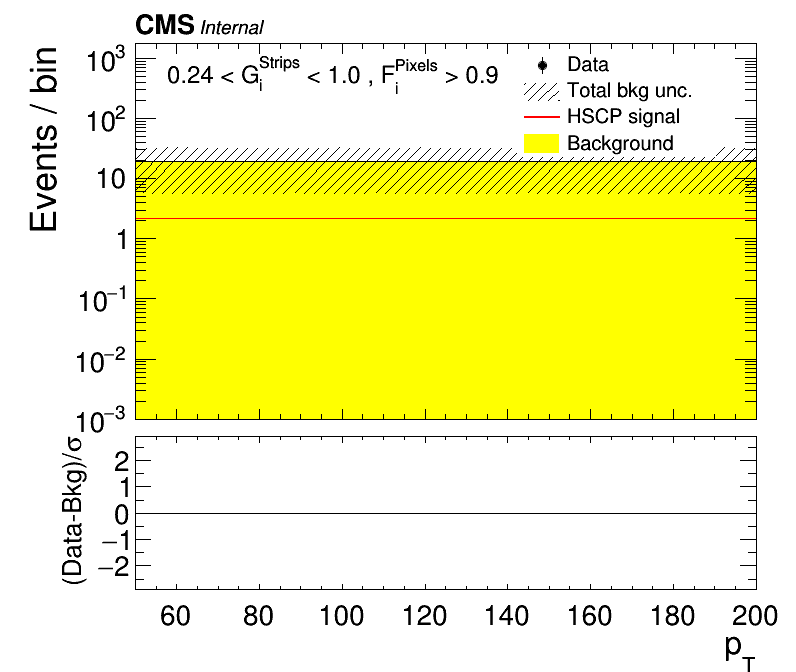 CMS Internal
Events / bin
10³
10²
10
1
10⁻¹
10⁻²
10⁻³
0.24 < G_i^Strips < 1.0 , F_i^Pixels > 0.9
Data
Total bkg unc.
HSCP signal
Background
(Data-Bkg)/σ
2
1
0
−1
−2
60 80 100 120 140 160 180 200
p_T